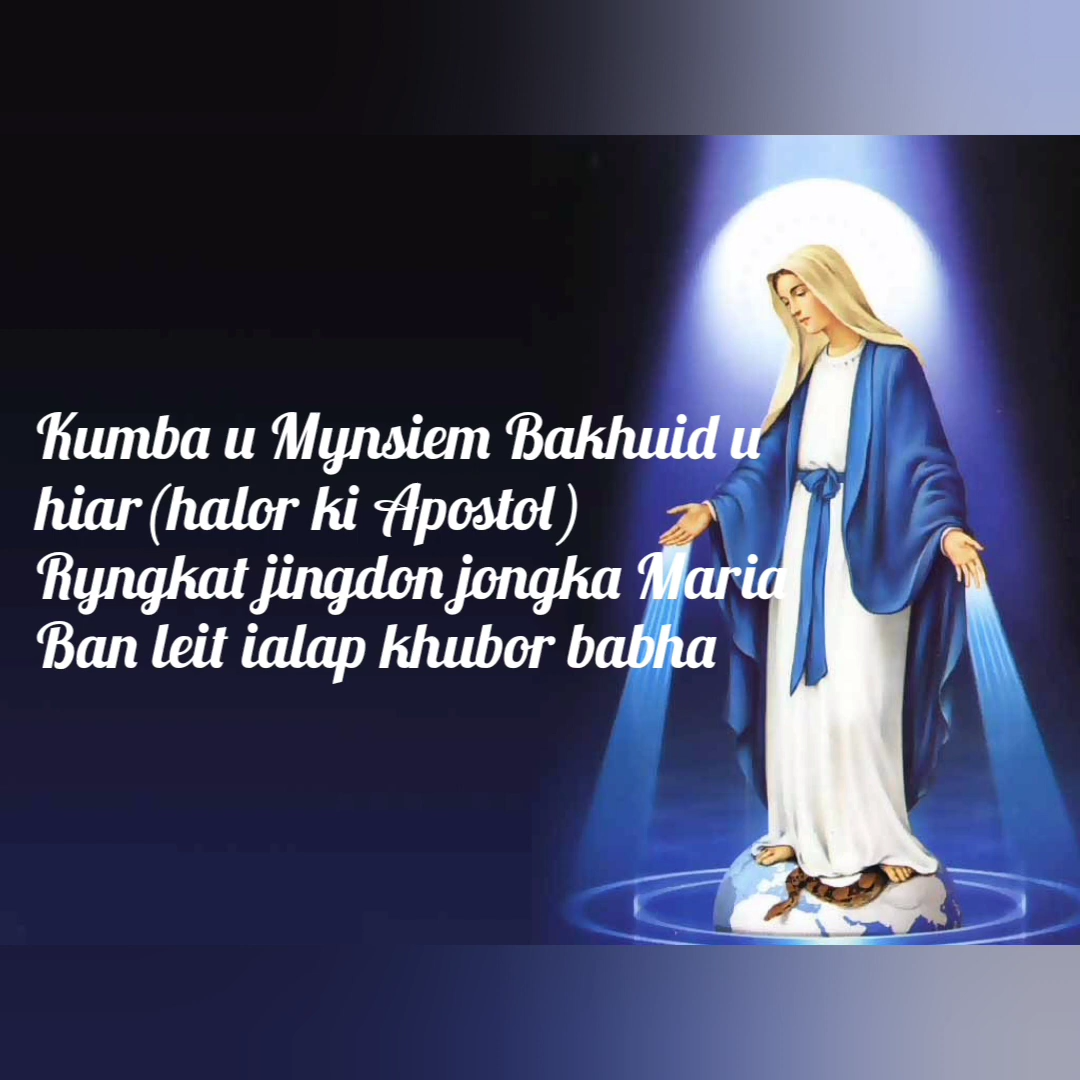 Kumba u Mynsiem Bakhuid u
hiar(halor ki Apostol)
Ryngkat jingdon jongka Maria
Ban leit ialap khubor babha